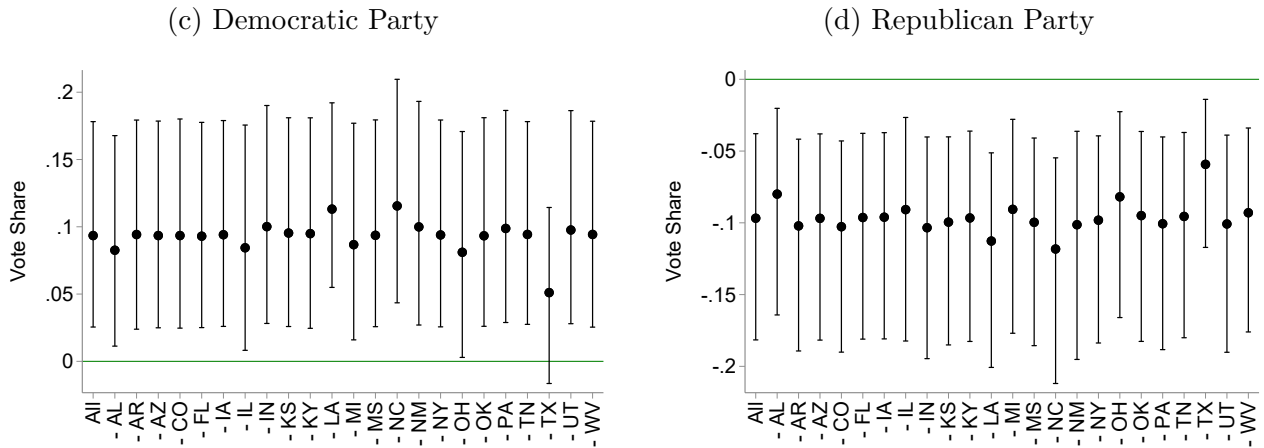 (c) Democratic Party
Vote Share
.2
.15
.1
.05
0
All
- AL
- AR
- AZ
- CO
- FL
- IA
- IL
- IN
- KS
- KY
- LA
- MI
- MS
- NC
- NM
- NY
- OH
- OK
- PA
- TN
- TX
- UT
- WV
(d) Republican Party
Vote Share
0
-.05
-.1
-.15
-.2
All
- AL
- AR
- AZ
- CO
- FL
- IA
- IL
- IN
- KS
- KY
- LA
- MI
- MS
- NC
- NM
- NY
- OH
- OK
- PA
- TN
- TX
- UT
- WV